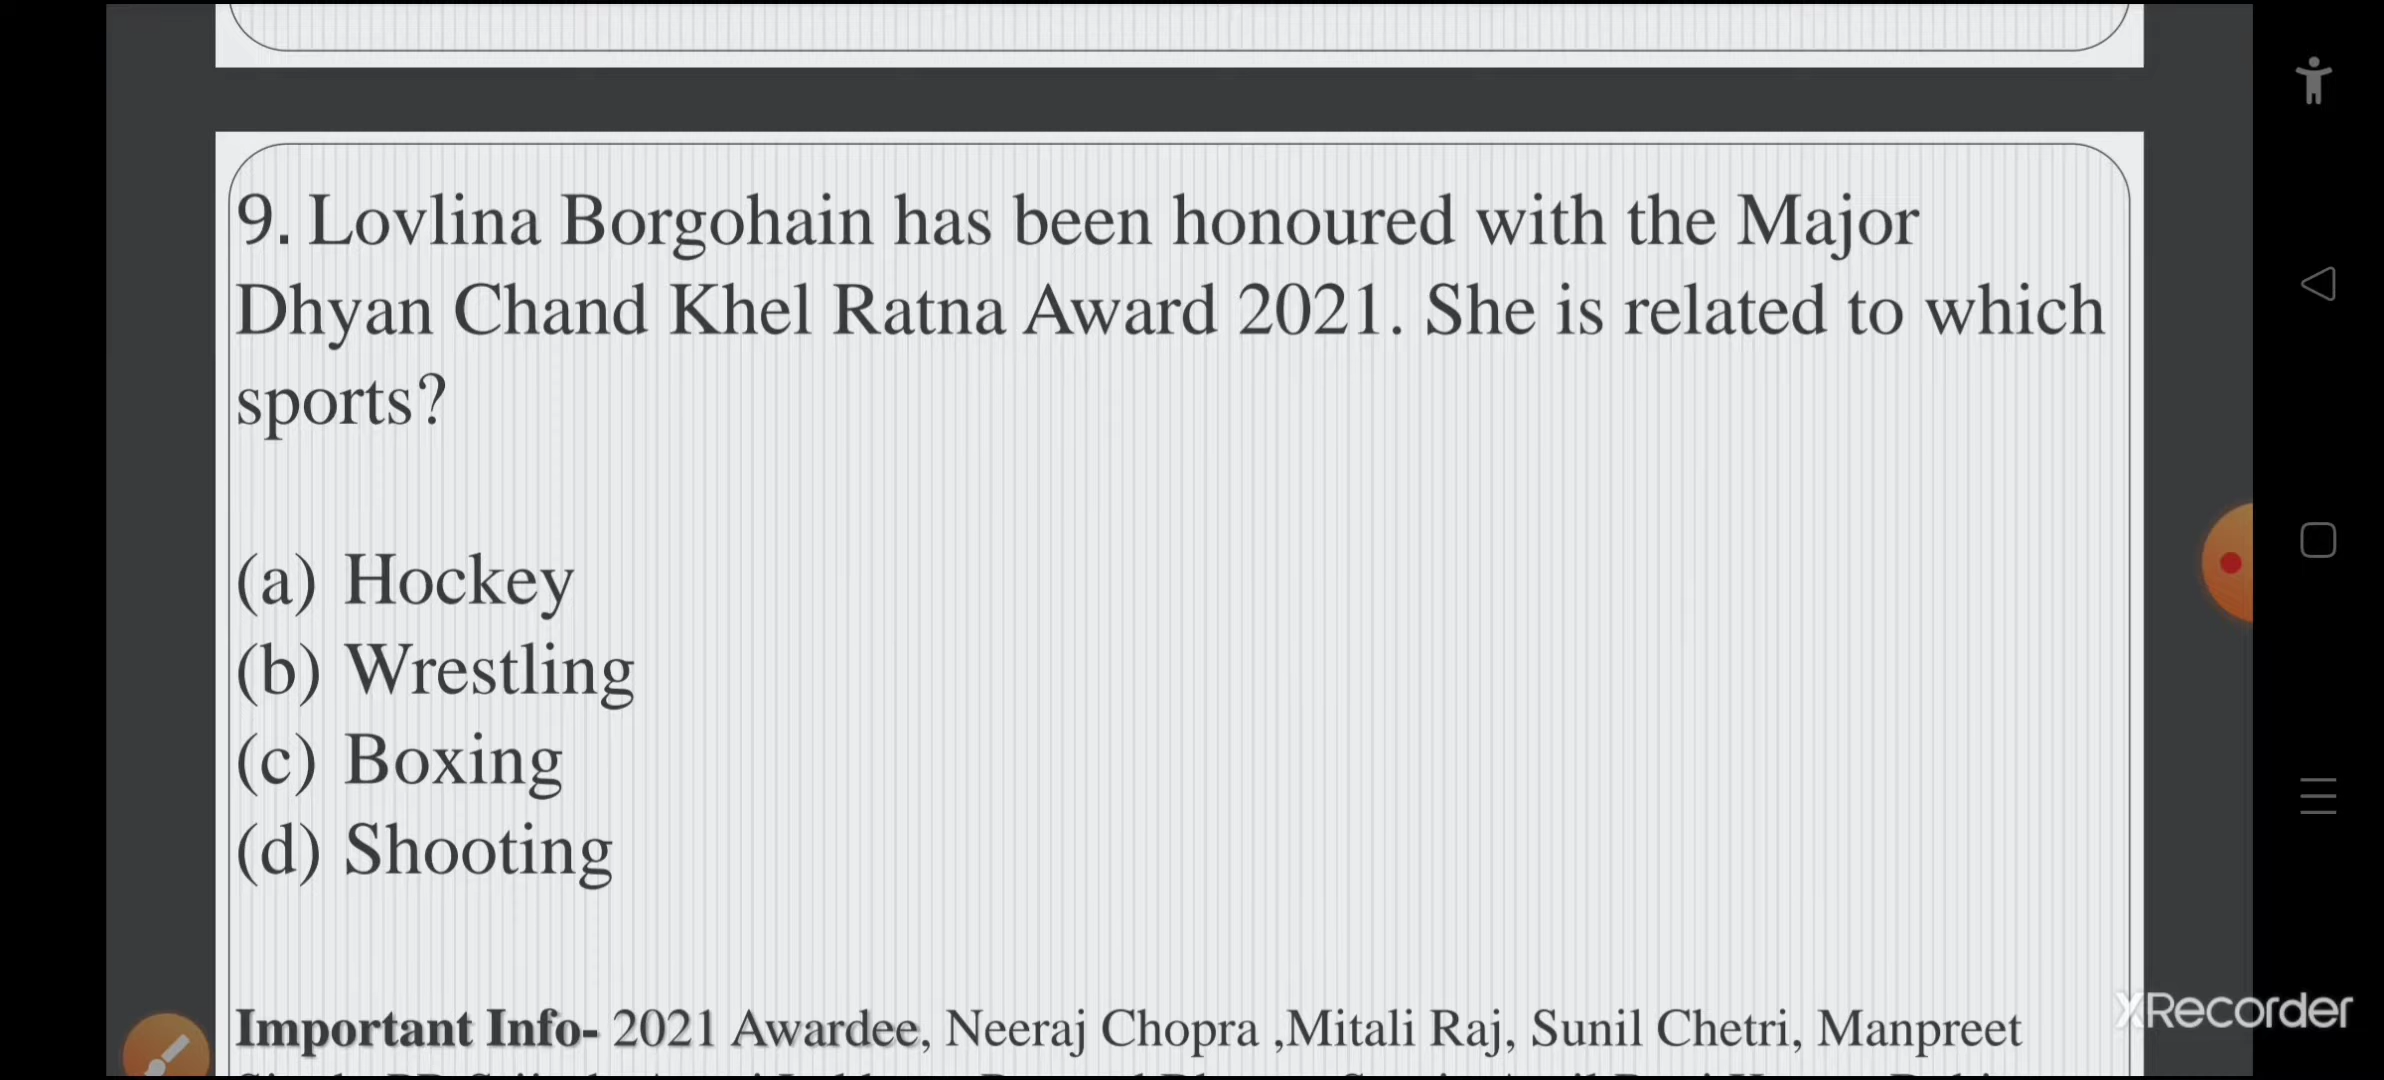 9. Lovlina Borgohain has been honoured with the Major
Dhyan Chand Khel Ratna Award 2021. She is related to which
sports?
(a) Hockey
(b) Wrestling
(c) Boxing
(d) Shooting
Important Info- 2021 Awardee, Neeraj Chopra ,Mitali Raj, Sunil Chetri, Manpreet
XRecorder